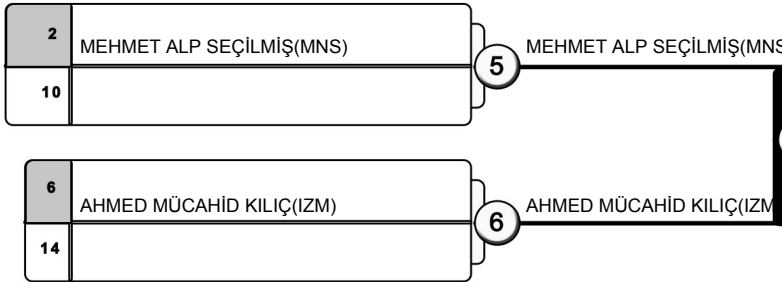 2
MEHMET ALP SEÇİLMİŞ(MNS)
10
5
MEHMET ALP SEÇİLMİŞ(MNS
6
AHMED MÜCAHİD KILIÇ(IZM)
14
6
AHMED MÜCAHİD KILIÇ(IZM